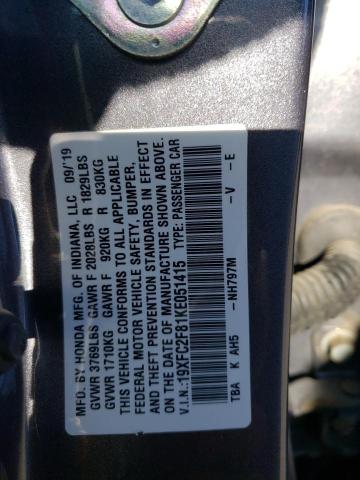 MFD. BY HONDA MFG. OF INDIANA, LLC 09/'19
GVWR 3769LBS GAWR F 2028LBS R 1829LBS
GVWR 1710KG GAWR F 920KG R 830KG
THIS VEHICLE CONFORMS TO ALL APPLICABLE
FEDERAL MOTOR VEHICLE SAFETY, BUMPER,
AND THEFT PREVENTION STANDARDS IN EFFECT
ON THE DATE OF MANUFACTURE SHOWN ABOVE.
V.I.N.:19XFC2F81KE051415 TYPE: PASSENGER CAR
TBA K AH5 -NH797M -V -E